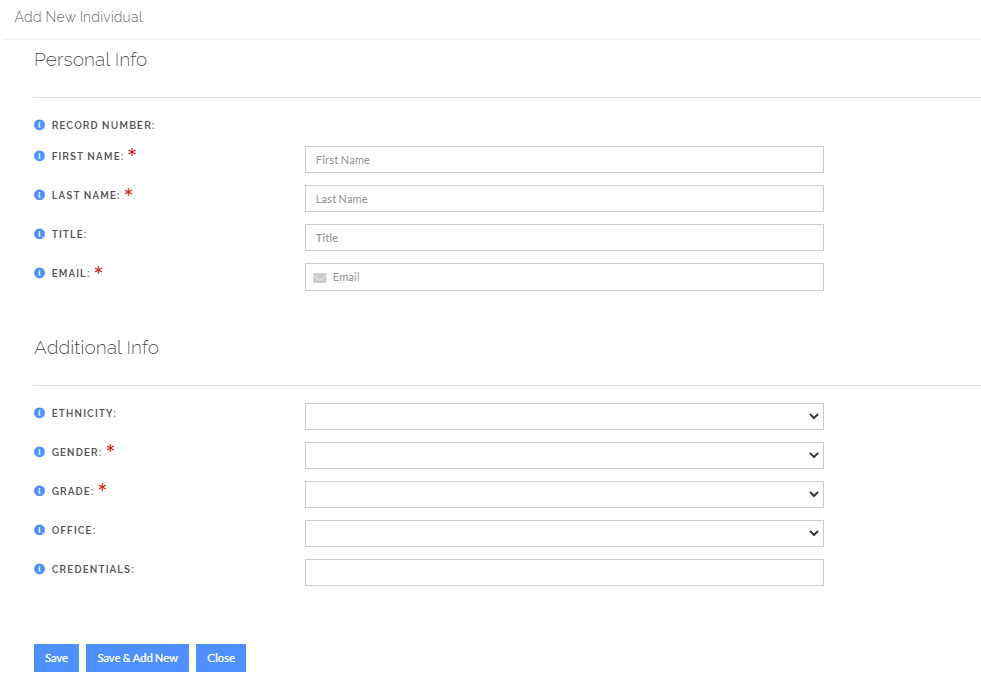 Add New Individual
Personal Info
RECORD NUMBER:
FIRST NAME: * First Name
LAST NAME: * Last Name
TITLE: Title
EMAIL: * Email
Additional Info
ETHNICITY:
GENDER: *
GRADE: *
OFFICE:
CREDENTIALS:
Save Save & Add New Close